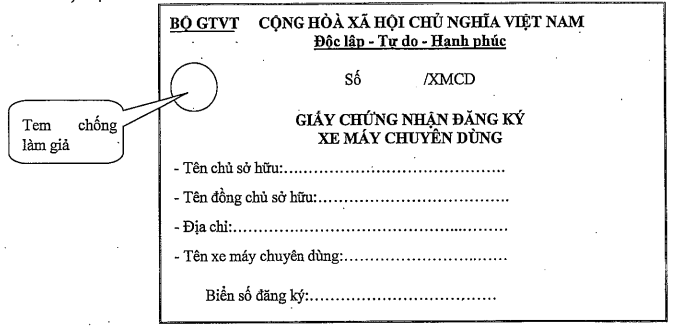 BỘ GTVT CỘNG HÒA XÃ HỘI CHỦ NGHĨA VIỆT NAM
Độc lập - Tự do - Hạnh phúc
Số /XMCD
Tem chống
làm giả
GIẤY CHỨNG NHẬN ĐĂNG KÝ
XE MÁY CHUYÊN DÙNG
- Tên chủ sở hữu:.................................................
- Tên đồng chủ sở hữu:..........................................
- Địa chỉ:............................................................
- Tên xe máy chuyên dùng:....................................
Biển số đăng ký:.........................................